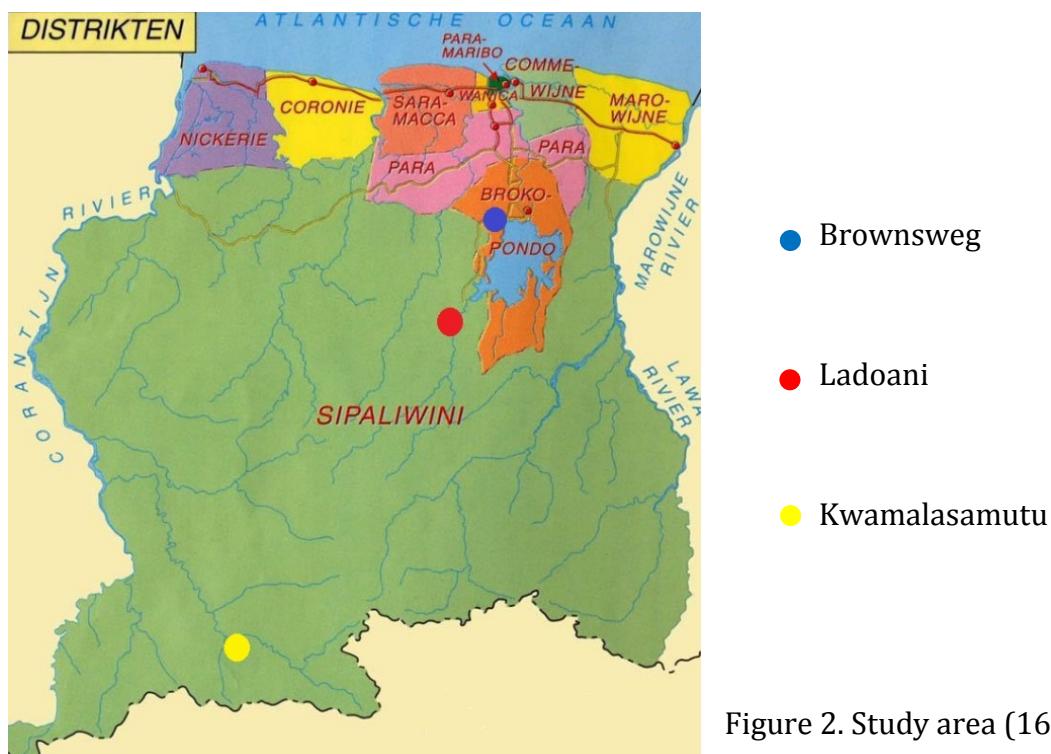 DISTRIKTEN
ATLANTISCHE OCEAAN
PARA-
MARIBO
COMME-
WIJNE
WANICA
CORONIE
SARA-
MACCA
MARO-
WIJNE
NICKERIE
PARA
PARA
BROKO-
PONDO
RIVIER
CORANTIJN
MAROWIJNE
RIVIER
LAWA
RIVIER
SIPALIWINI
Brownsweg
Ladoani
Kwamalasamutu
Figure 2. Study area (16